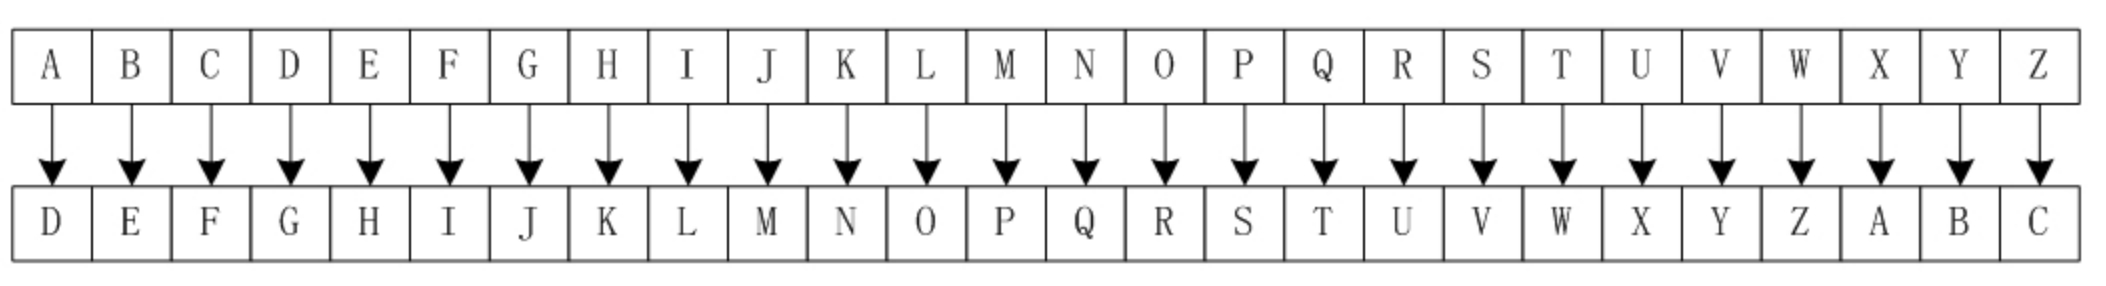 A B C D E F G H I J K L M N O P Q R S T U V W X Y Z
D E F G H I J K L M N O P Q R S T U V W X Y Z A B C